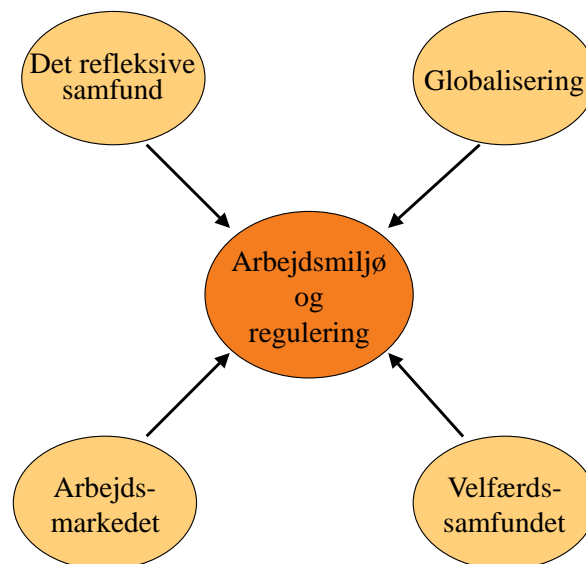 Det refleksive
samfund
Globalisering
Arbejdsmiljø
og
regulering
Arbejds-
markedet
Velfærds-
samfundet